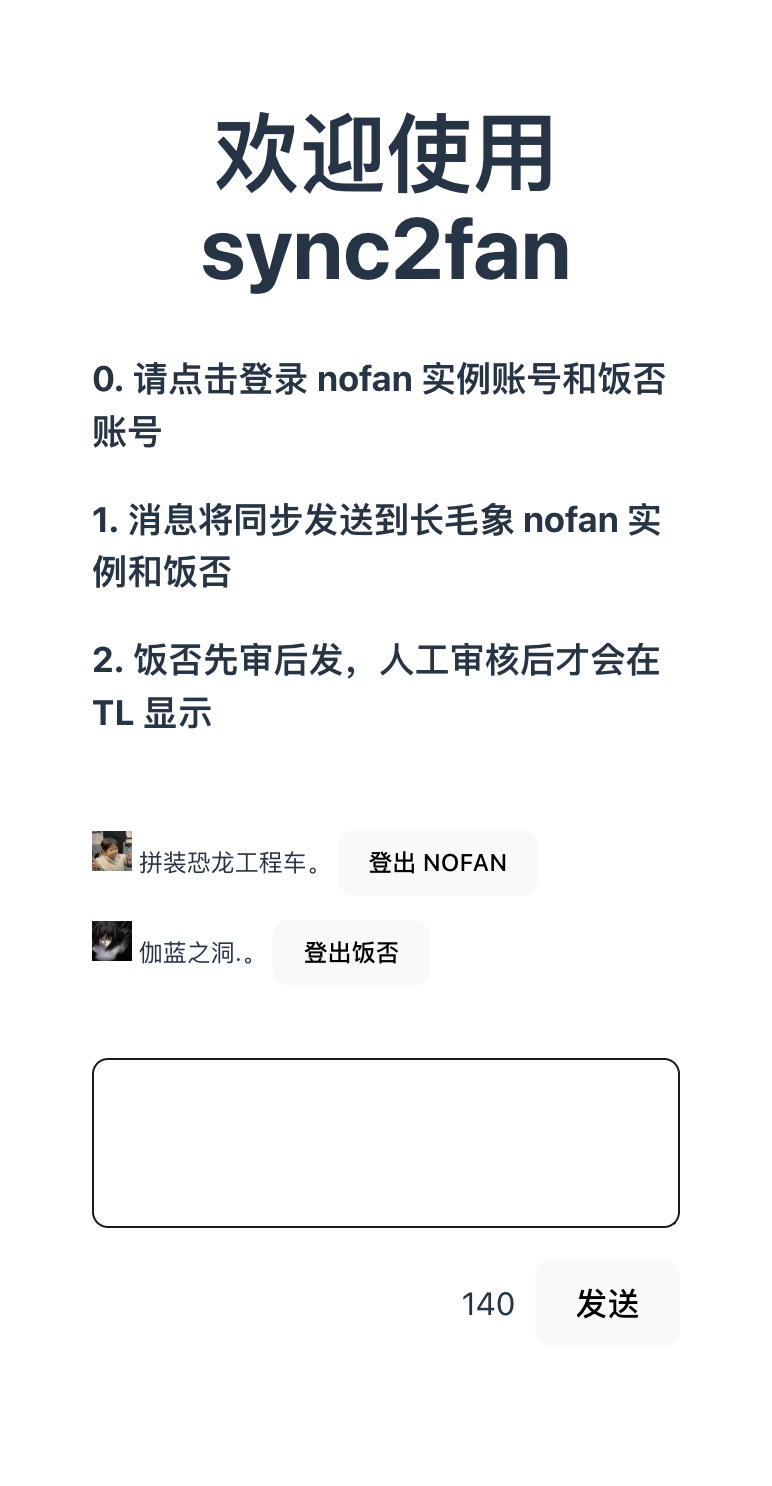 欢迎使用
sync2fan
0. 请点击登录 nofan 实例账号和饭否
账号
1. 消息将同步发送到长毛象 nofan 实
例和饭否
2. 饭否先审后发，人工审核后才会在
TL 显示
拼装恐龙工程车。 登出 NOFAN
伽蓝之洞.。 登出饭否
140 发送